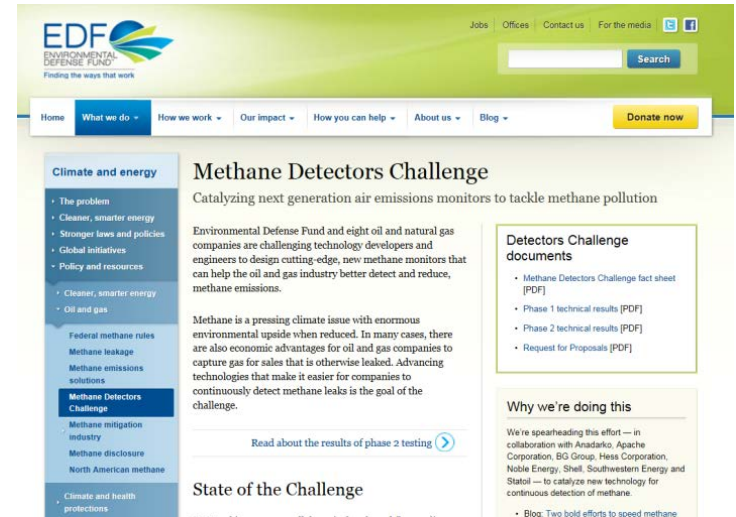 Jobs Offices Contact us For the media
EDF
ENVIRONMENTAL
DEFENSE FUND
Finding the ways that work
Search
Home What we do How we work Our impact How you can help About us Blog Donate now
Climate and energy
The problem
Cleaner, smarter energy
Stronger laws and policies
Global initiatives
Policy and resources
Cleaner, smarter energy
Oil and gas
Federal methane rules
Methane leakage
Methane emissions
solutions
Methane Detectors
Challenge
Methane mitigation
industry
Methane disclosure
North American methane
Climate and health
protections
Methane Detectors Challenge
Catalyzing next generation air emissions monitors to tackle methane pollution
Environmental Defense Fund and eight oil and natural gas
companies are challenging technology developers and
engineers to design cutting-edge, new methane monitors that
can help the oil and gas industry better detect and reduce,
methane emissions.
Methane is a pressing climate issue with enormous
environmental upside when reduced. In many cases, there
are also economic advantages for oil and gas companies to
capture gas for sales that is otherwise leaked. Advancing
technologies that make it easier for companies to
continuously detect methane leaks is the goal of the
challenge.
Read about the results of phase 2 testing
State of the Challenge
Detectors Challenge
documents
Methane Detectors Challenge fact sheet
[PDF]
Phase 1 technical results [PDF]
Phase 2 technical results [PDF]
Request for Proposals [PDF]
Why we're doing this
We're spearheading this effort — in
collaboration with Anadarko, Apache
Corporation, BG Group, Hess Corporation,
Noble Energy, Shell, Southwestern Energy and
Statoil — to catalyze new technology for
continuous detection of methane.
Blog: Two bold efforts to speed methane